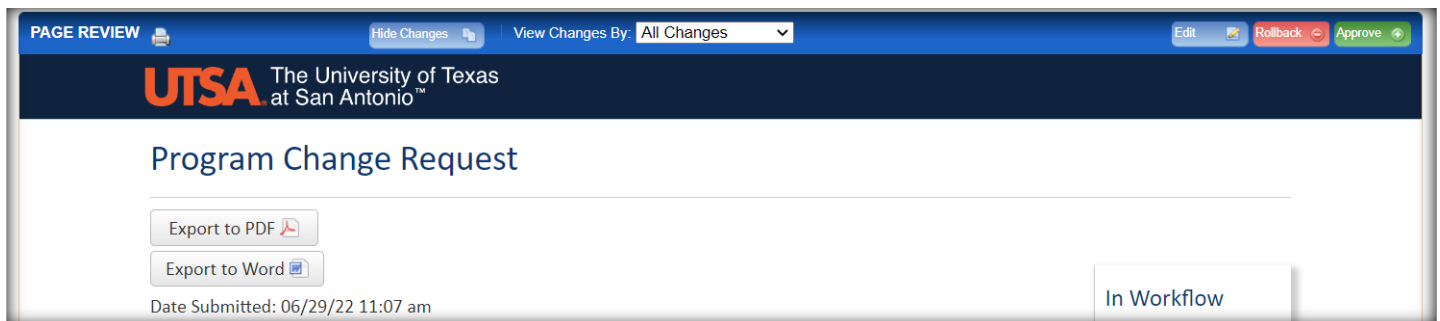 PAGE REVIEW Hide Changes View Changes By: All Changes Edit Rollback Approve
UTSA The University of Texas
at San Antonio™
Program Change Request
Export to PDF
Export to Word
In Workflow
Date Submitted: 06/29/22 11:07 am